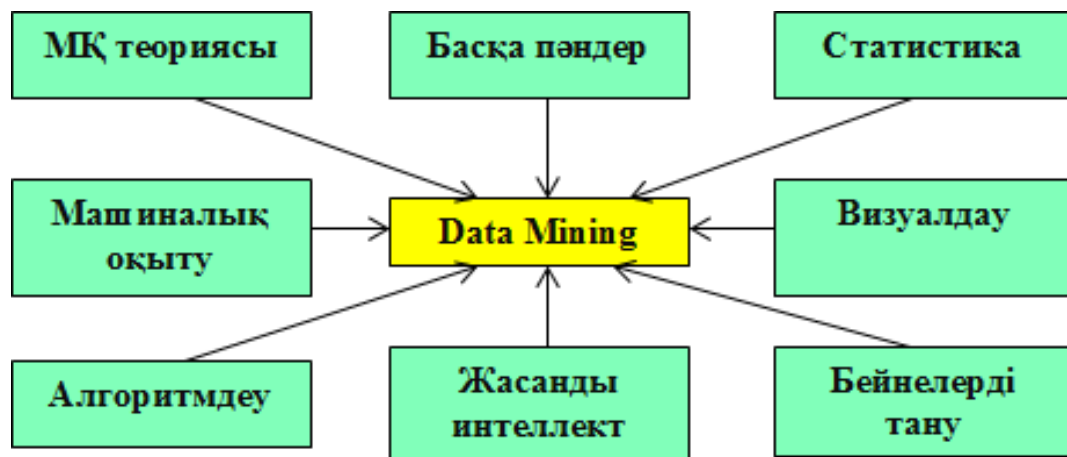 МҚ теориясы
Басқа пәндер
Статистика
Машиналық
оқыту
Data Mining
Визуалдау
Алгоритмдеу
Жасанды
интеллект
Бейнелерді
тану